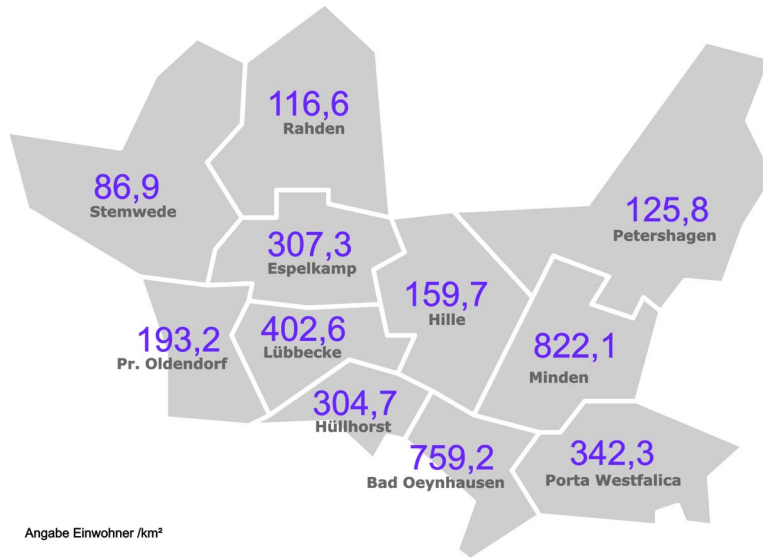 116,6
Rahden
86,9
Stemwede
125,8
Petershagen
307,3
Espelkamp
159,7
Hille
193,2
Pr. Oldendorf
402,6
Lübbecke
822,1
Minden
304,7
Hüllhorst
759,2
Bad Oeynhausen
342,3
Porta Westfalica
Angabe Einwohner /km²